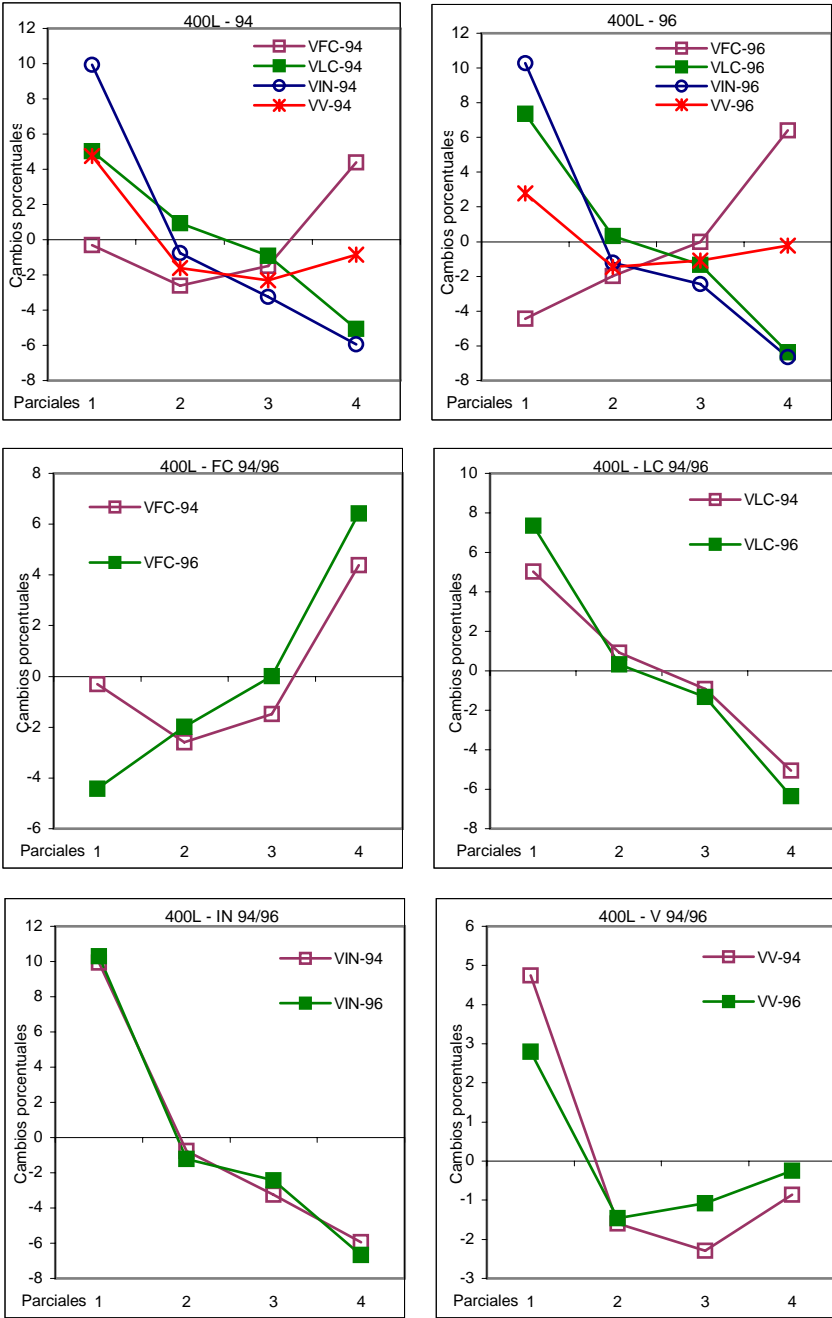 400L - 94
12
10
8
6
4
2
0
-2
-4
-6
-8
Cambios porcentuales
VFC-94
VLC-94
VIN-94
VV-94
Parciales 1 2 3 4
400L - 96
12
10
8
6
4
2
0
-2
-4
-6
-8
Cambios porcentuales
VFC-96
VLC-96
VIN-96
VV-96
Parciales 1 2 3 4
400L - FC 94/96
8
6
4
2
0
-2
-4
-6
Cambios porcentuales
VFC-94
VFC-96
Parciales 1 2 3 4
400L - LC 94/96
10
8
6
4
2
0
-2
-4
-6
-8
Cambios porcentuales
VLC-94
VLC-96
Parciales 1 2 3 4
400L - IN 94/96
12
10
8
6
4
2
0
-2
-4
-6
-8
Cambios porcentuales
VIN-94
VIN-96
Parciales 1 2 3 4
400L - V 94/96
6
5
4
3
2
1
0
-1
-2
-3
Cambios porcentuales
VV-94
VV-96
Parciales 1 2 3 4